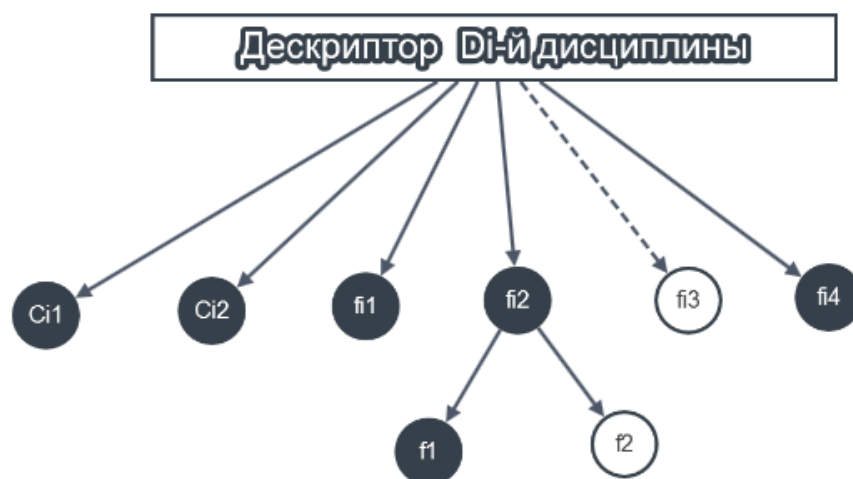 Дескриптор Di-й дисциплины
Ci1
Ci2
fi1
fi2
fi3
fi4
f1
f2